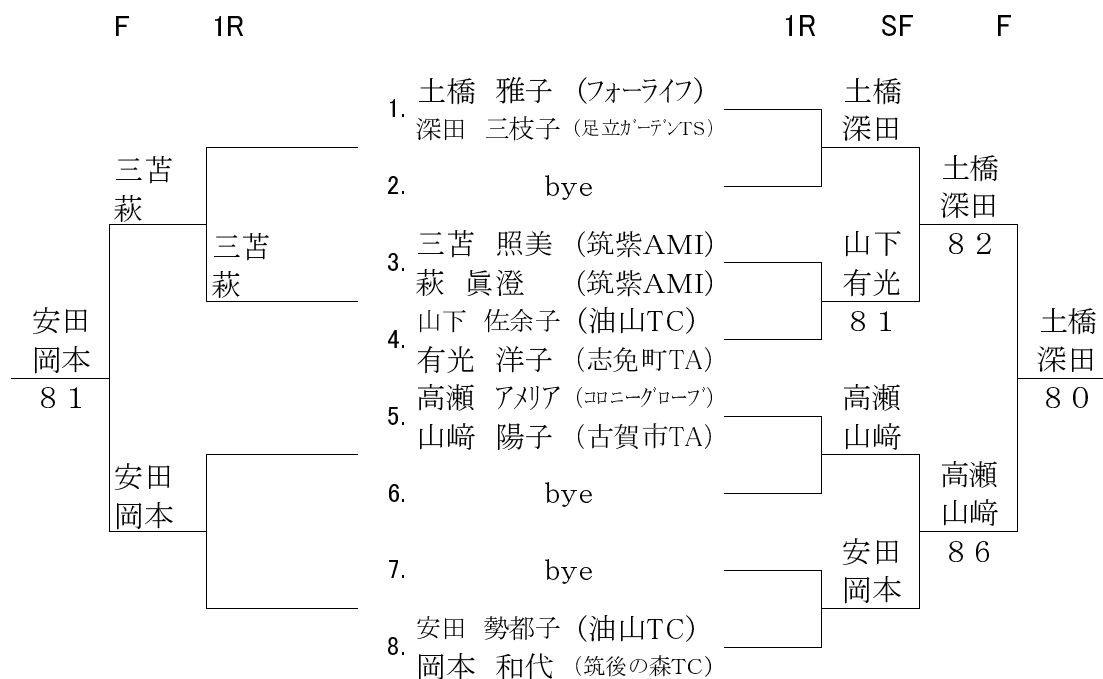 F 1R 1R SF F
1. 土橋 雅子 (フォーライフ)
深田 三枝子 (足立ガーデンTS)
2. bye
3. 三苫 照美 (筑紫AMI)
萩 眞澄 (筑紫AMI)
4. 山下 佐余子 (油山TC)
有光 洋子 (志免町TA)
5. 高瀬 アメリア (コロニーグローブ)
山﨑 陽子 (古賀市TA)
6. bye
7. bye
8. 安田 勢都子 (油山TC)
岡本 和代 (筑後の森TC)
三苫
萩
三苫
萩
安田
岡本
8 1
安田
岡本
土橋
深田
山下
有光
8 1
高瀬
山﨑
安田
岡本
土橋
深田
8 2
高瀬
山﨑
8 6
土橋
深田
8 0